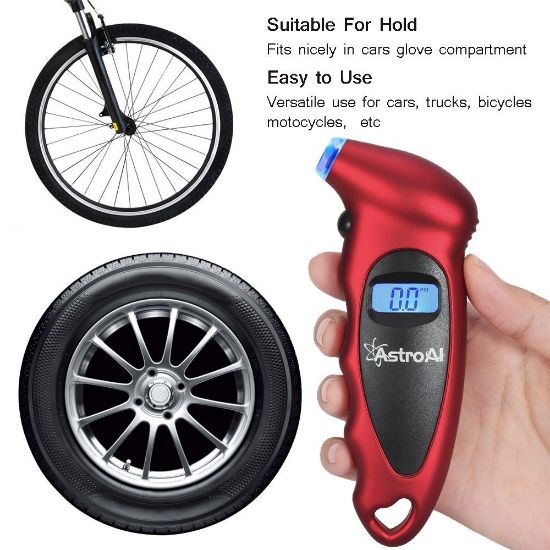 Suitable For Hold
Fits nicely in cars glove compartment
Easy to Use
Versatile use for cars, trucks, bicycles
motocycles, etc
0.0 PSI
AstroAI